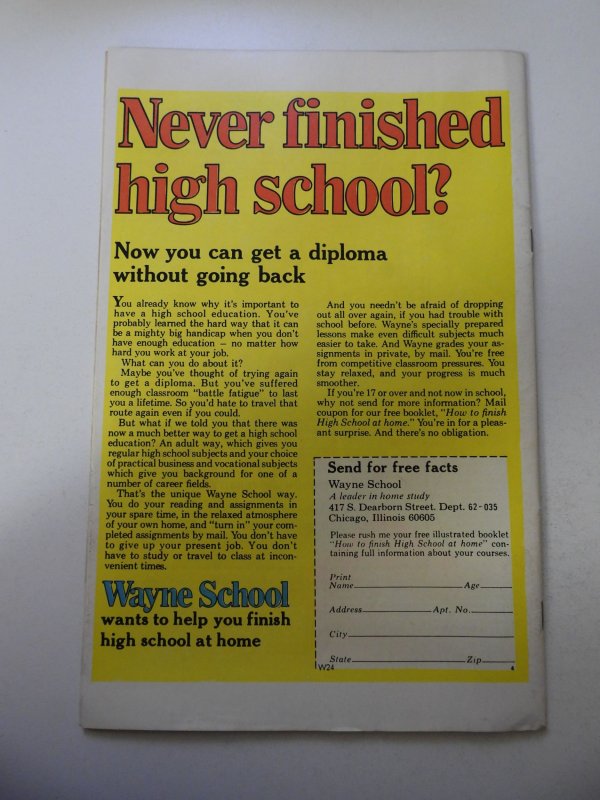 Never finished
high school?
Now you can get a diploma
without going back
You already know why it's important to
have a high school education. You've
probably learned the hard way that it can
be a mighty big handicap when you don't
have enough education — no matter how
hard you work at your job.
What can you do about it?
Maybe you've thought of trying again
to get a diploma. But you've suffered
enough classroom "battle fatigue" to last
you a lifetime. So you'd hate to travel that
route again even if you could.
But what if we told you that there was
now a much better way to get a high school
education? An adult way, which gives you
regular high school subjects and your choice
of practical business and vocational subjects
which give you background for one of a
number of career fields.
That's the unique Wayne School way.
You do your reading and assignments in
your spare time, in the relaxed atmosphere
of your own home, and "turn in" your com-
pleted assignments by mail. You don't have
to give up your present job. You don't
have to study or travel to class at incon-
venient times.
Wayne School
wants to help you finish
high school at home
And you needn't be afraid of dropping
out all over again, if you had trouble with
school before. Wayne's specially prepared
lessons make even difficult subjects much
easier to take. And Wayne grades your as-
signments in private, by mail. You're free
from competitive classroom pressures. You
stay relaxed, and your progress is much
smoother.
If you're 17 or over and not now in school,
why not send for more information? Mail
coupon for our free booklet, "How to finish
High School at home." You're in for a pleas-
ant surprise. And there's no obligation.
Send for free facts
Wayne School
A leader in home study
417 S. Dearborn Street. Dept. 62-035
Chicago, Illinois 60605
Please rush me your free illustrated booklet
"How to finish High School at home" con-
taining full information about your courses.
Print
Name Age
Address Apt. No.
City
State Zip
W24 4